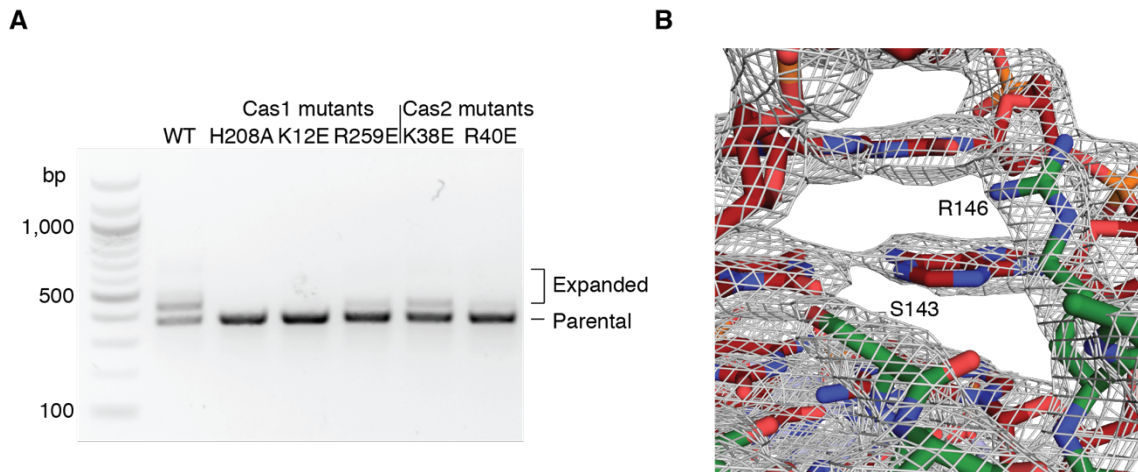 A
B
Cas1 mutants Cas2 mutants
WT H208A K12E R259E K38E R40E
bp
1,000
500
100
Expanded
Parental
R146
S143